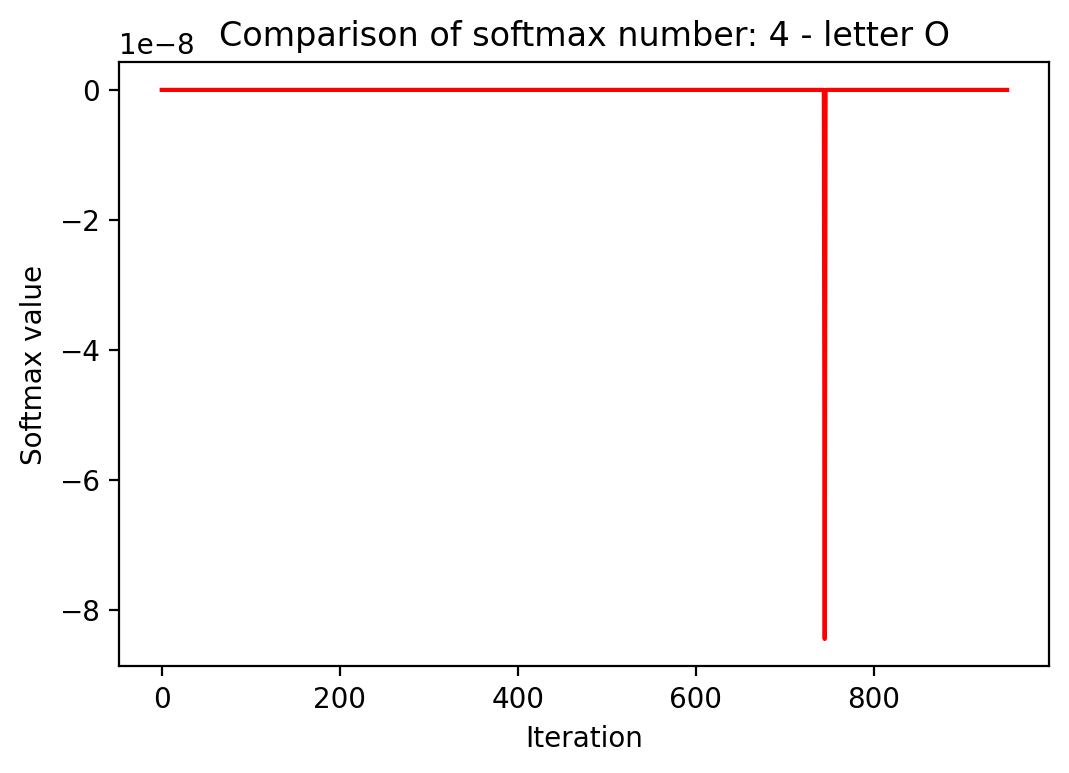 Comparison of softmax number: 4 - letter O
1e−8
0
−2
−4
−6
−8
Softmax value
0 200 400 600 800
Iteration